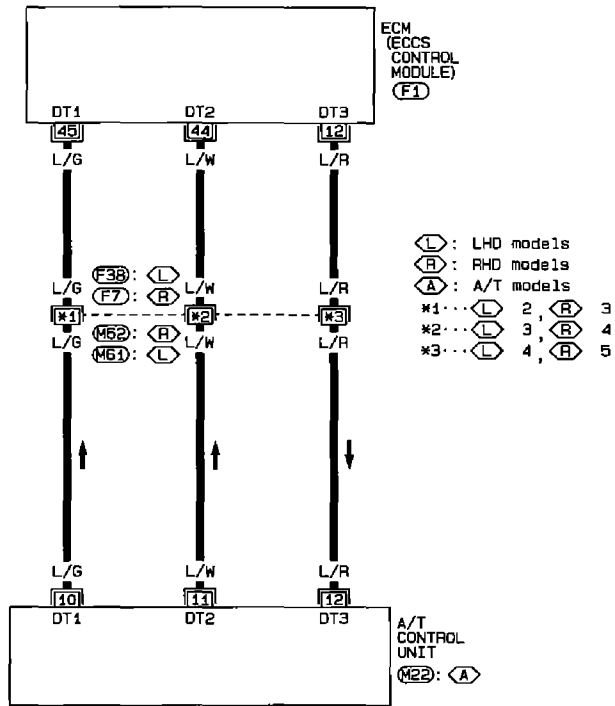 ECM
(ECCS
CONTROL
MODULE)
F1
DT1 DT2 DT3
45 44 12
L/G L/W L/R
L/G L/W L/R
F38: L
F7: R
*1 *2 *3
M62: R
M61: L
L/G L/W L/R
L: LHD models
R: RHD models
A: A/T models
*1··· L 2, R 3
*2··· L 3, R 4
*3··· L 4, R 5
L/G L/W L/R
10 11 12
DT1 DT2 DT3
A/T
CONTROL
UNIT
M22: A